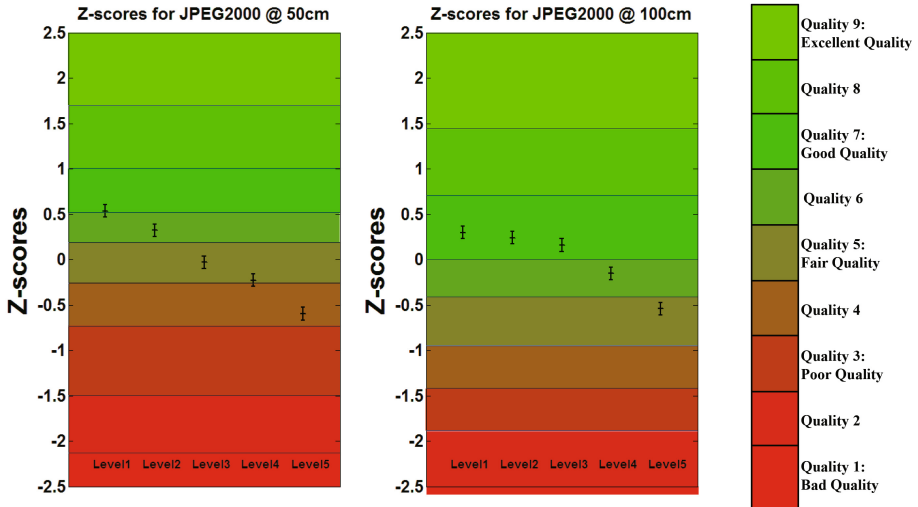 Z-scores for JPEG2000 @ 50cm
2.5
2
1.5
1
0.5
0
-0.5
-1
-1.5
-2
-2.5
Z-scores
Level1 Level2 Level3 Level4 Level5
Z-scores for JPEG2000 @ 100cm
2.5
2
1.5
1
0.5
0
-0.5
-1
-1.5
-2
-2.5
Z-scores
Level1 Level2 Level3 Level4 Level5
Quality 9:
Excellent Quality
Quality 8
Quality 7:
Good Quality
Quality 6
Quality 5:
Fair Quality
Quality 4
Quality 3:
Poor Quality
Quality 2
Quality 1:
Bad Quality